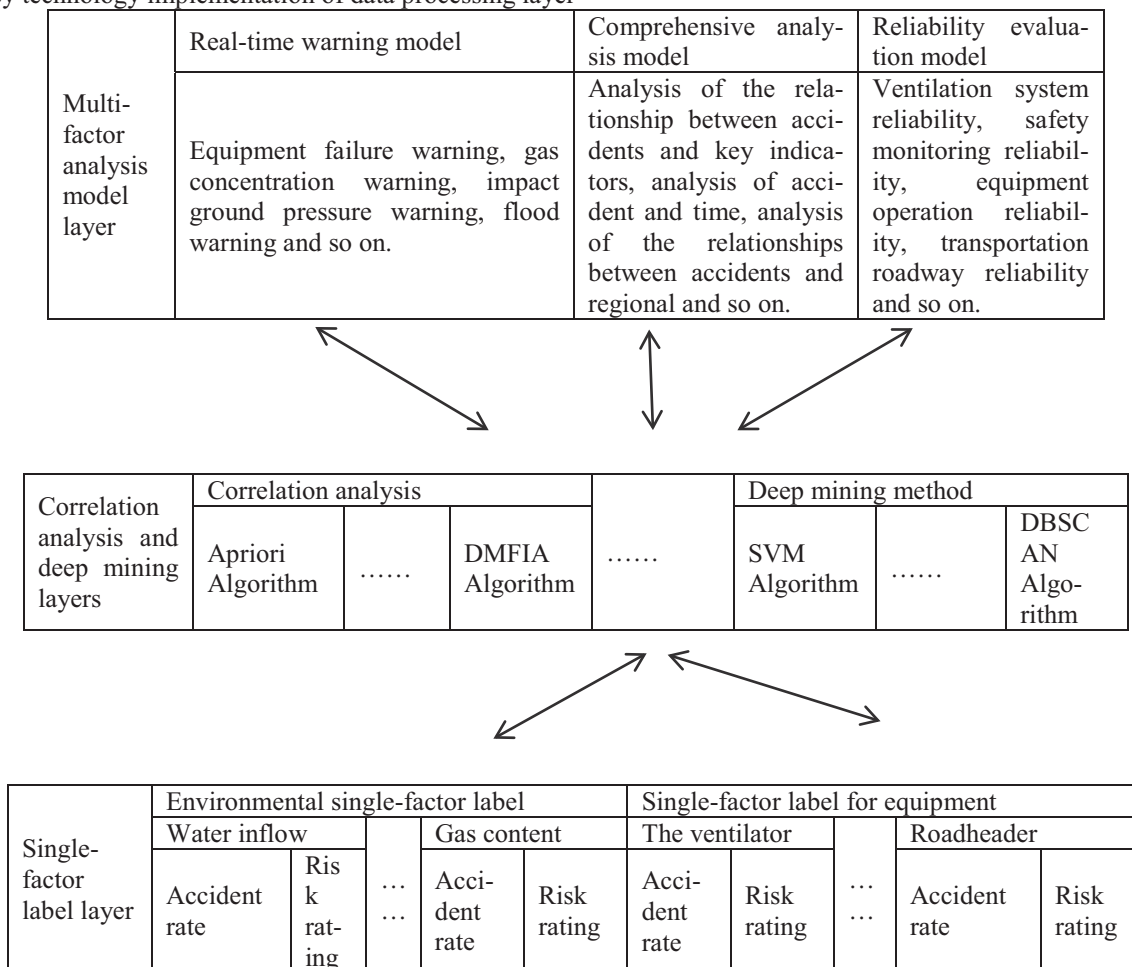 y technology implementation of data processing layer
Multi-
factor
analysis
model
layer
Real-time warning model
Comprehensive analy-
sis model
Reliability evalua-
tion model
Equipment failure warning, gas
concentration warning, impact
ground pressure warning, flood
warning and so on.
Analysis of the rela-
tionship between acci-
dents and key indica-
tors, analysis of acci-
dent and time, analysis
of the relationships
between accidents and
regional and so on.
Ventilation system
reliability, safety
monitoring reliabil-
ity, equipment
operation reliabil-
ity, transportation
roadway reliability
and so on.
Correlation
analysis and
deep mining
layers
Correlation analysis
Apriori
Algorithm
……
DMFIA
Algorithm
……
Deep mining method
SVM
Algorithm
……
DBSC
AN
Algo-
rithm
Single-
factor
label layer
Environmental single-factor label
Single-factor label for equipment
Water inflow
…
…
Gas content
The ventilator
…
…
Roadheader
Accident
rate
Ris
k
rat-
ing
Acci-
dent
rate
Risk
rating
Acci-
dent
rate
Risk
rating
Accident
rate
Risk
rating